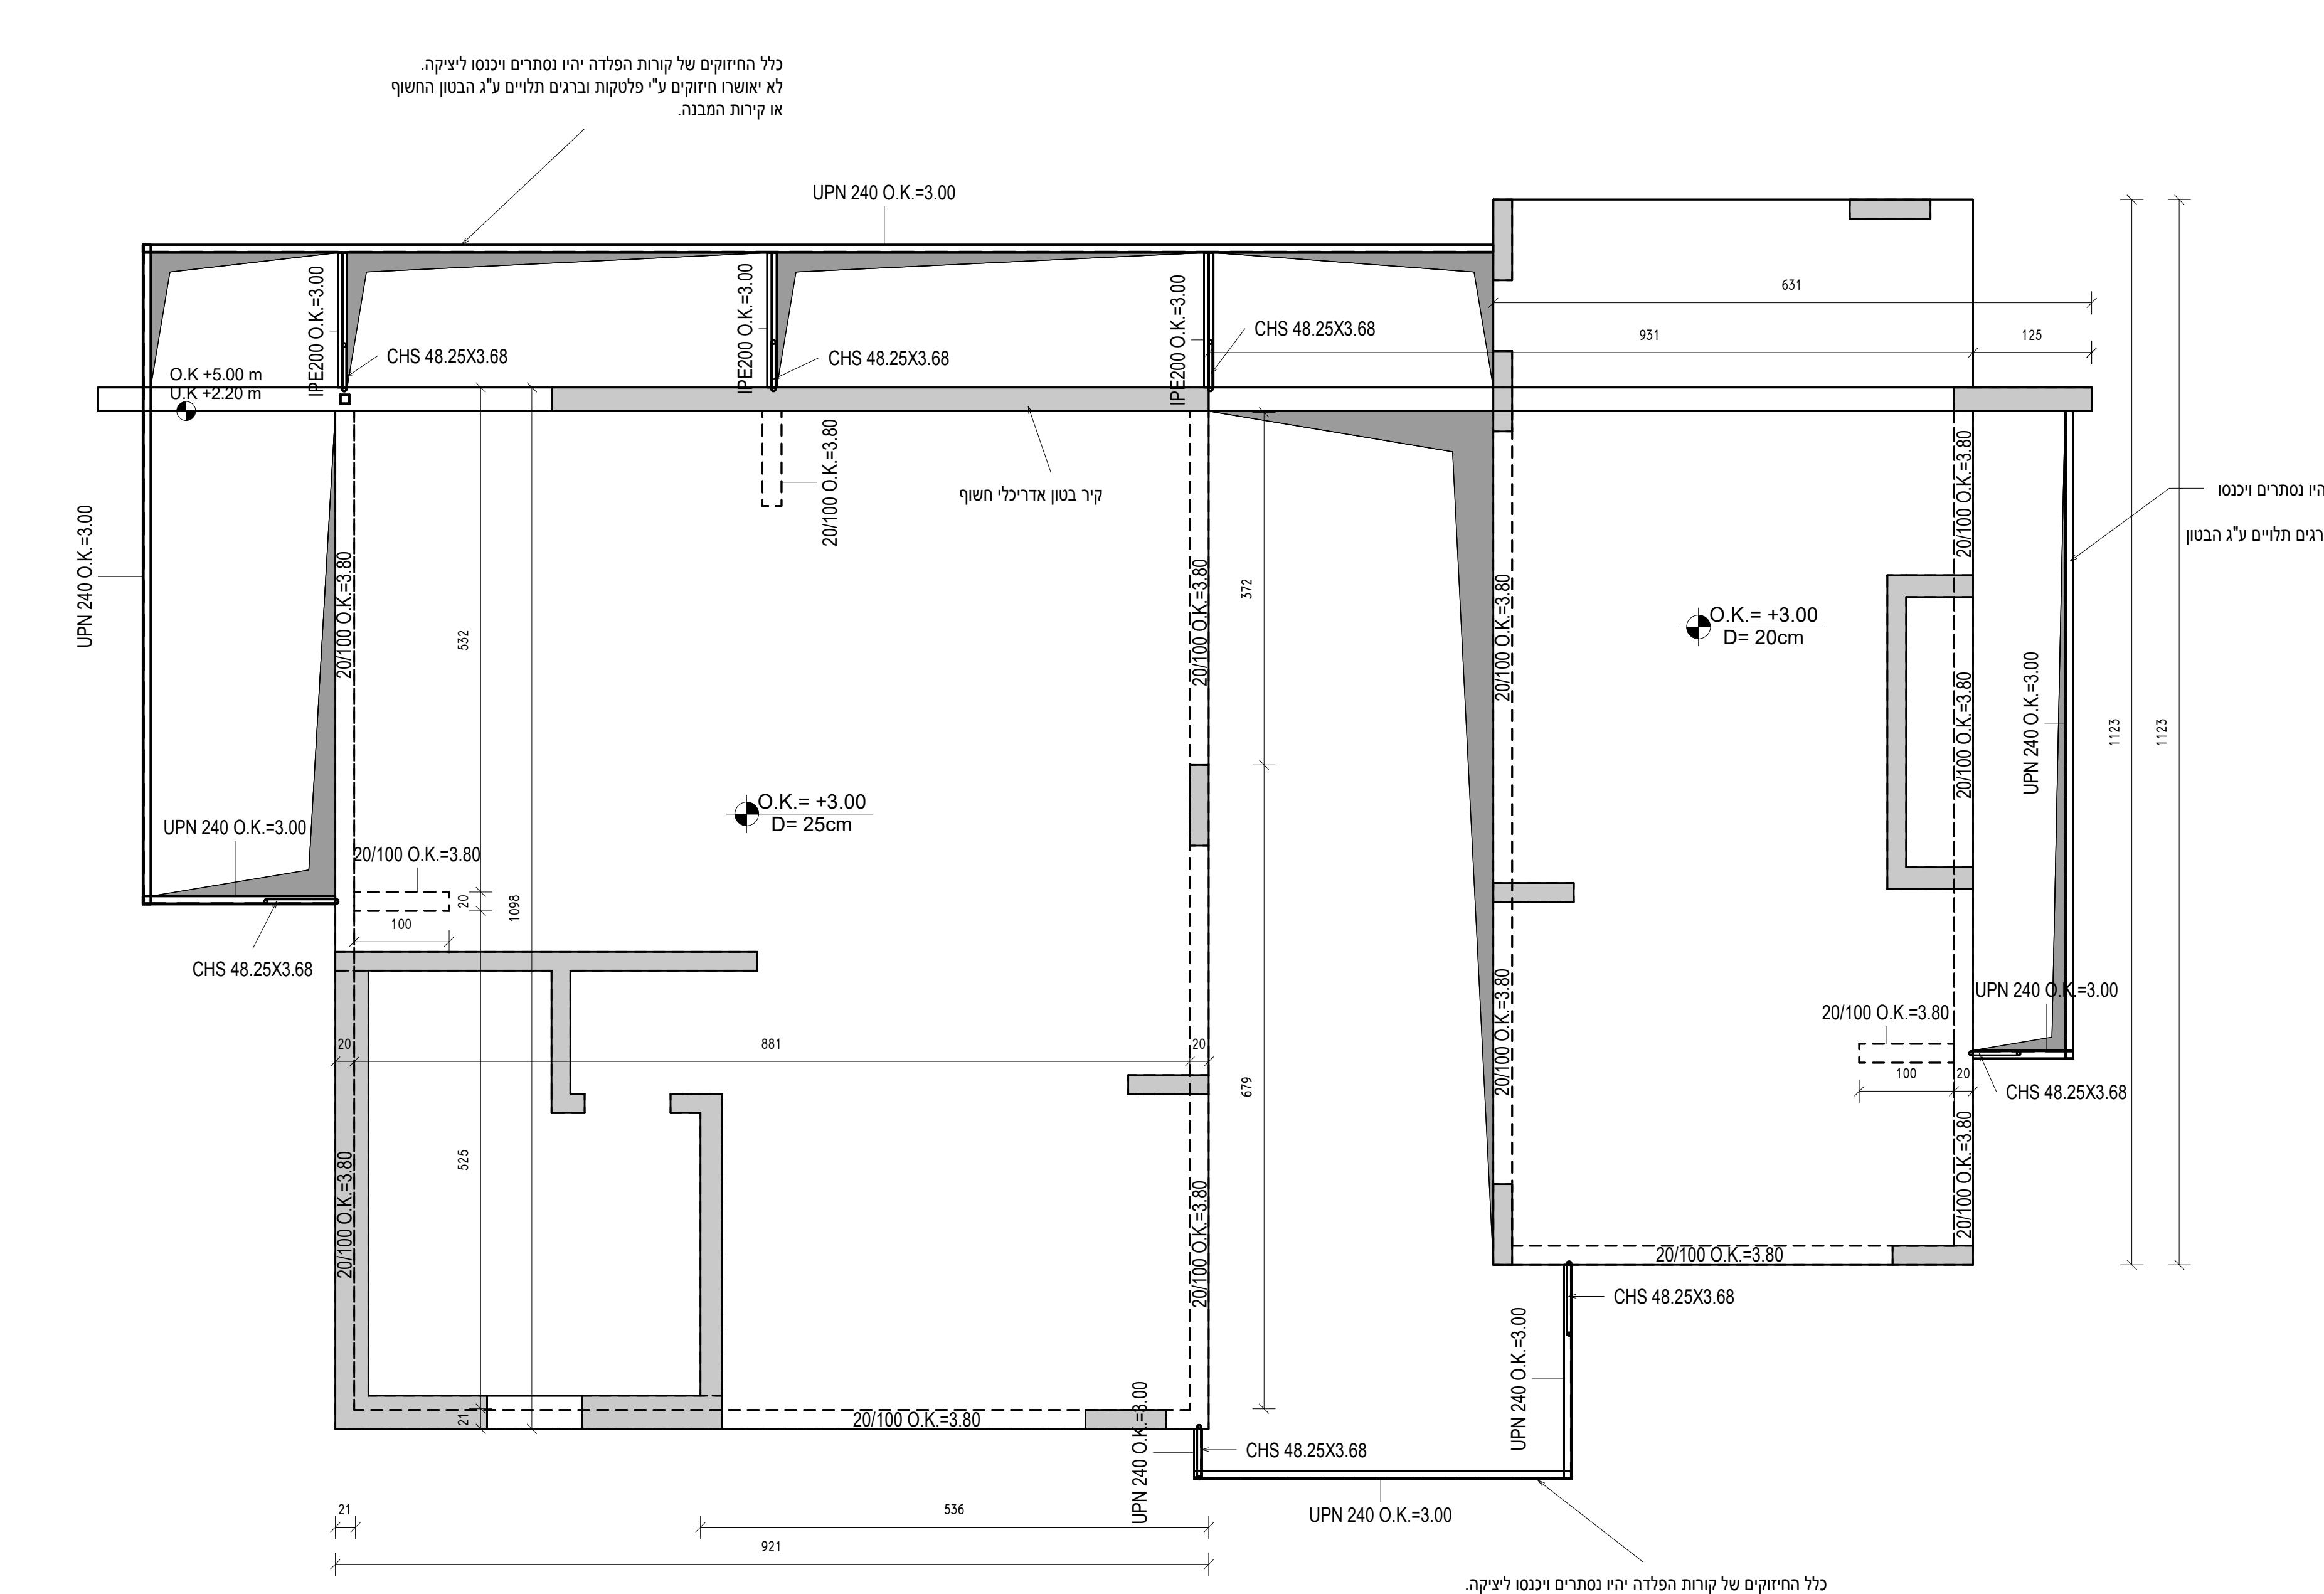 כלל החיזוקים של קורות הפלדה יהיו נסתרים ויכנסו ליציקה.
לא יאושרו חיזוקים ע"י פלטקות וברגים תלויים ע"ג הבטון החשוף
או קירות המבנה.
UPN 240 O.K.=3.00
631
931
125
IPE200 O.K.=3.00
CHS 48.25X3.68
IPE200 O.K.=3.00
CHS 48.25X3.68
IPE200 O.K.=3.00
CHS 48.25X3.68
O.K +5.00 m
U.K +2.20 m
20/100 O.K.=3.80
קיר בטון אדריכלי חשוף
יהיו נסתרים ויכנסו
רגים תלויים ע"ג הבטון
UPN 240 O.K.=3.00
20/100 O.K.=3.80
532
20/100 O.K.=3.80
372
20/100 O.K.=3.80
20/100 O.K.=3.80
O.K.= +3.00
D= 20cm
20/100 O.K.=3.80
UPN 240 O.K.=3.00
1123
1123
O.K.= +3.00
D= 25cm
UPN 240 O.K.=3.00
20/100 O.K.=3.80
20
1098
100
CHS 48.25X3.68
20
881
20
679
20/100 O.K.=3.80
UPN 240 O.K.=3.00
20/100 O.K.=3.80
100
20
CHS 48.25X3.68
20/100 O.K.=3.80
525
20/100 O.K.=3.80
20/100 O.K.=3.80
20/100 O.K.=3.80
CHS 48.25X3.68
UPN 240 O.K.=3.00
21
20/100 O.K.=3.80
UPN 240 O.K.=3.00
CHS 48.25X3.68
UPN 240 O.K.=3.00
21
536
921
כלל החיזוקים של קורות הפלדה יהיו נסתרים ויכנסו ליציקה.